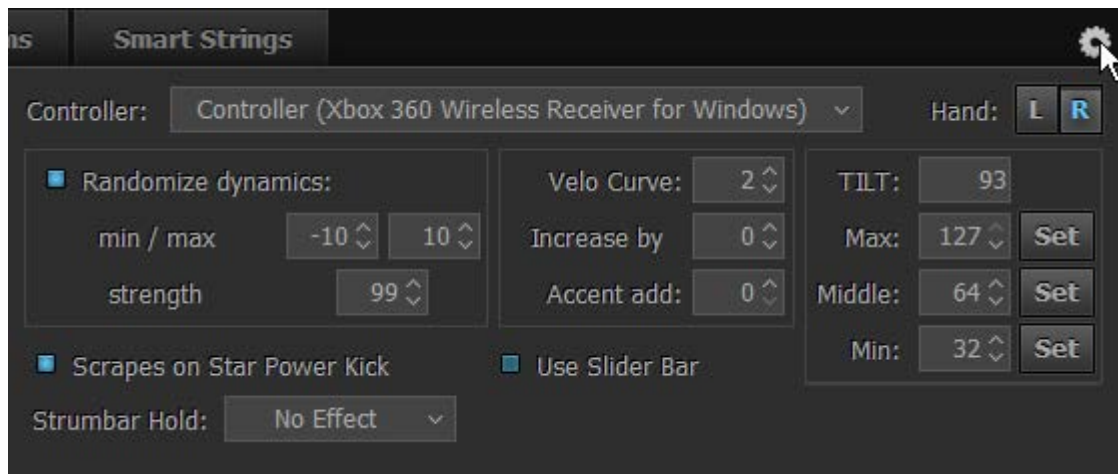 ms Smart Strings
Controller: Controller (Xbox 360 Wireless Receiver for Windows) Hand: L R
Randomize dynamics: Velo Curve: 2 TILT: 93
min / max -10 10 Increase by 0 Max: 127 Set
strength 99 Accent add: 0 Middle: 64 Set
Min: 32 Set
Scrapes on Star Power Kick Use Slider Bar
Strumbar Hold: No Effect